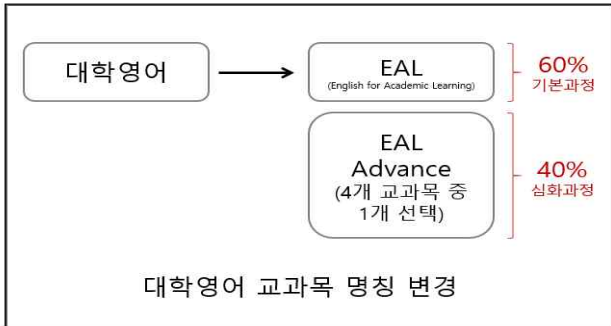 대학영어
EAL
(English for Academic Learning)
60%
기본과정
EAL
Advance
(4개 교과목 중
1개 선택)
40%
심화과정
대학영어 교과목 명칭 변경